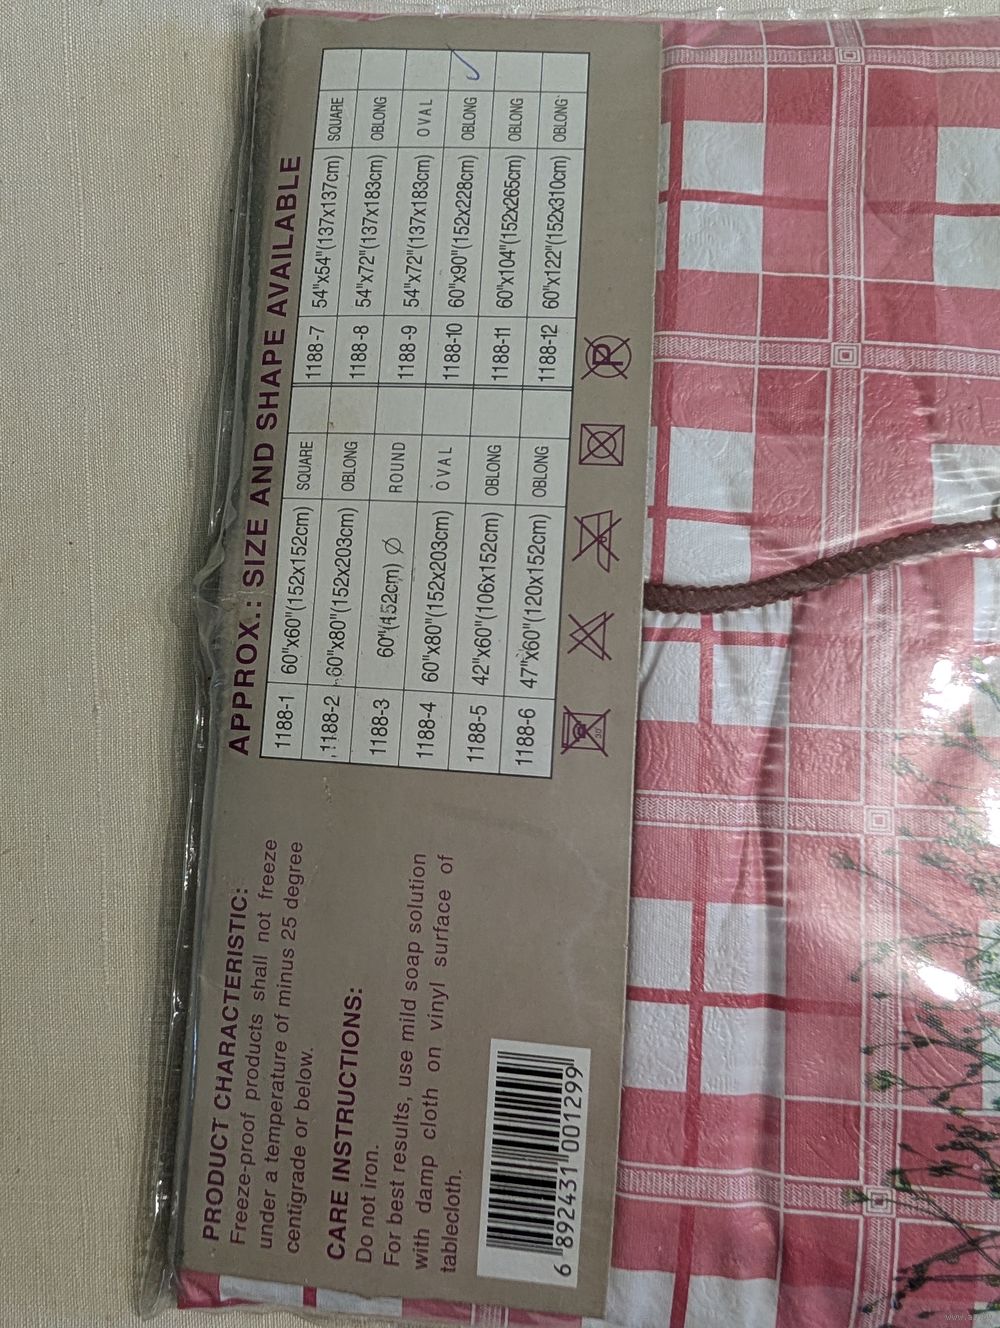 PRODUCT CHARACTERISTIC:
Freeze-proof products shall not freeze
under a temperature of minus 25 degree
centigrade or below.
CARE INSTRUCTIONS:
Do not iron.
For best results, use mild soap solution
with damp cloth on vinyl surface of
tablecloth.
6 892431 001299
APPROX.: SIZE AND SHAPE AVAILABLE
1188-1 60"x60"(152x152cm) SQUARE 1188-7 54"x54"(137x137cm) SQUARE
1188-2 60"x80"(152x203cm) OBLONG 1188-8 54"x72"(137x183cm) OBLONG
1188-3 60"(152cm) Ø ROUND 1188-9 54"x72"(137x183cm) OVAL
1188-4 60"x80"(152x203cm) OVAL 1188-10 60"x90"(152x228cm) OBLONG ✓
1188-5 42"x60"(106x152cm) OBLONG 1188-11 60"x104"(152x265cm) OBLONG
1188-6 47"x60"(120x152cm) OBLONG 1188-12 60"x122"(152x310cm) OBLONG
P